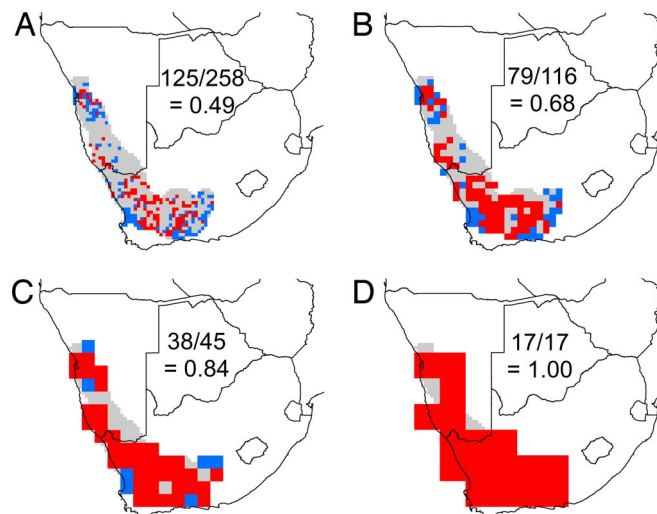 A
125/258
= 0.49
B
79/116
= 0.68
C
38/45
= 0.84
D
17/17
= 1.00